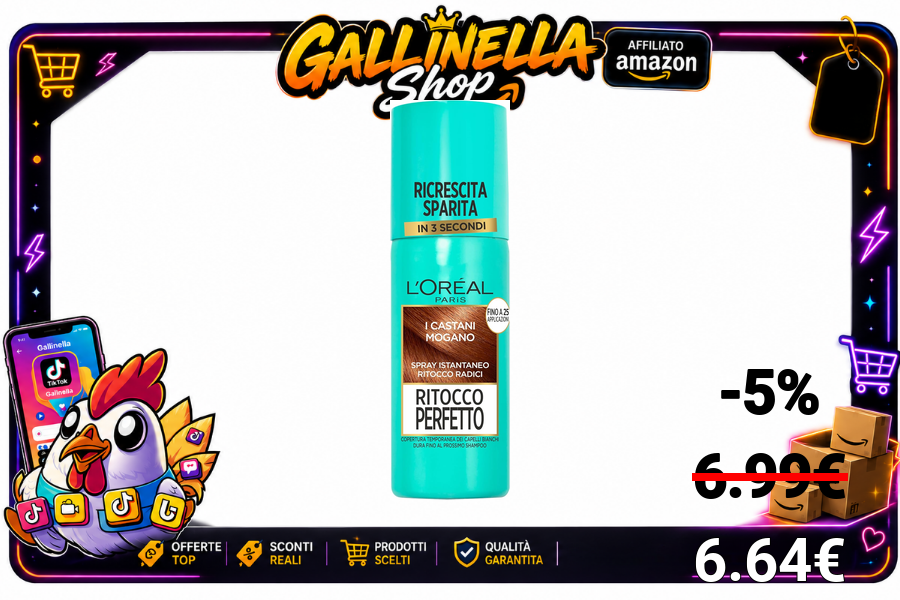 GALLINELLA
Shop
AFFILIATO
amazon
RICRESCITA
SPARITA
IN 3 SECONDI
L'ORÉAL
PARIS
FINO A 25
APPLICAZIONI
I CASTANI
MOGANO
SPRAY ISTANTANEO
RITOCCO RADICI
RITOCCO
PERFETTO
COPERTURA TEMPORANEA DEI CAPELLI BIANCHI
DURA FINO AL PROSSIMO SHAMPOO
Gallinella
TikTok
Gallinella
-5%
6.99€
6.64€
OFFERTE
TOP
SCONTI
REALI
PRODOTTI
SCELTI
QUALITÀ
GARANTITA